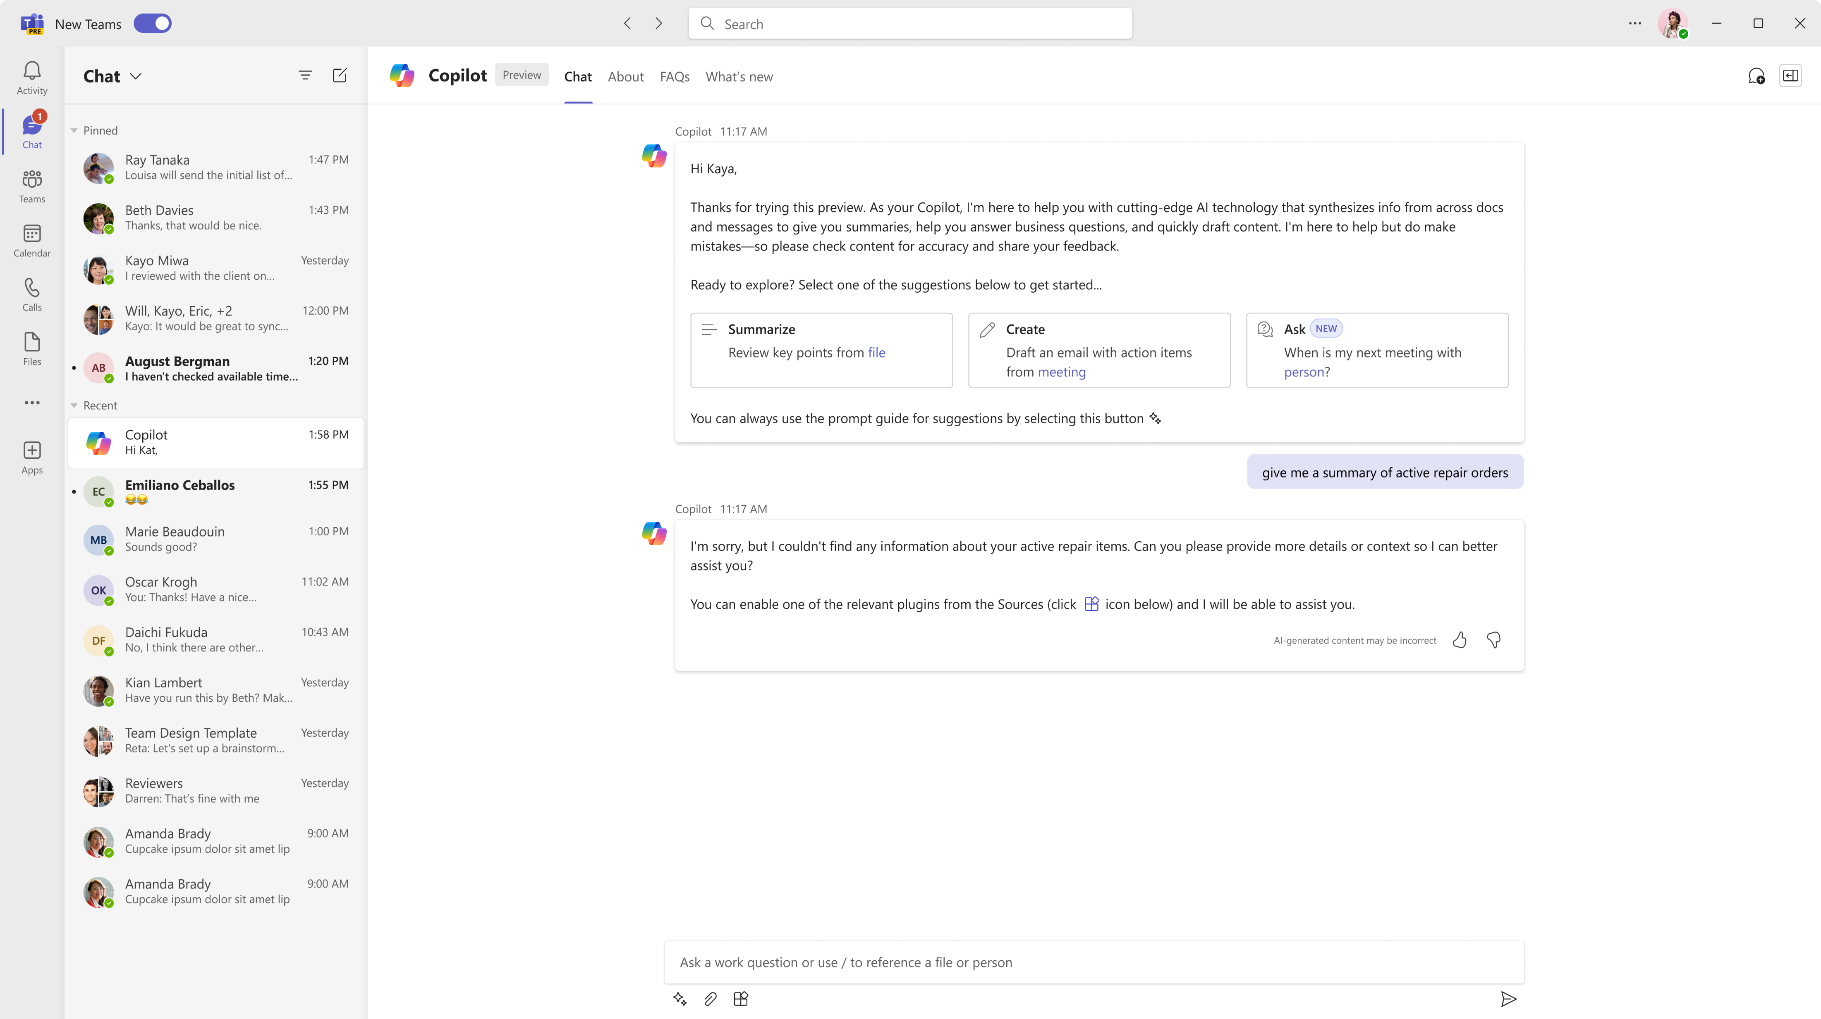 New Teams
Search
PRE
Activity
1
Chat
Teams
Calendar
Calls
Files
Apps
Chat
Pinned
Ray Tanaka 1:47 PM
Louisa will send the initial list of...
Beth Davies 1:43 PM
Thanks, that would be nice.
Kayo Miwa Yesterday
I reviewed with the client on...
Will, Kayo, Eric, +2 12:00 PM
Kayo: It would be great to sync...
AB August Bergman 1:20 PM
I haven't checked available time...
Recent
Copilot 1:58 PM
Hi Kat,
EC Emiliano Ceballos 1:55 PM
MB Marie Beaudouin 1:00 PM
Sounds good?
OK Oscar Krogh 11:02 AM
You: Thanks! Have a nice...
DF Daichi Fukuda 10:43 AM
No, I think there are other...
Kian Lambert Yesterday
Have you run this by Beth? Mak...
Team Design Template Yesterday
Reta: Let's set up a brainstorm...
Reviewers Yesterday
Darren: That's fine with me
Amanda Brady 9:00 AM
Cupcake ipsum dolor sit amet lip
Amanda Brady 9:00 AM
Cupcake ipsum dolor sit amet lip
Copilot Preview Chat About FAQs What's new
Copilot 11:17 AM
Hi Kaya,
Thanks for trying this preview. As your Copilot, I'm here to help you with cutting-edge AI technology that synthesizes info from across docs
and messages to give you summaries, help you answer business questions, and quickly draft content. I'm here to help but do make
mistakes—so please check content for accuracy and share your feedback.
Ready to explore? Select one of the suggestions below to get started...
Summarize
Review key points from file
Create
Draft an email with action items
from meeting
Ask NEW
When is my next meeting with
person?
You can always use the prompt guide for suggestions by selecting this button
give me a summary of active repair orders
Copilot 11:17 AM
I'm sorry, but I couldn't find any information about your active repair items. Can you please provide more details or context so I can better
assist you?
You can enable one of the relevant plugins from the Sources (click icon below) and I will be able to assist you.
AI-generated content may be incorrect
Ask a work question or use / to reference a file or person